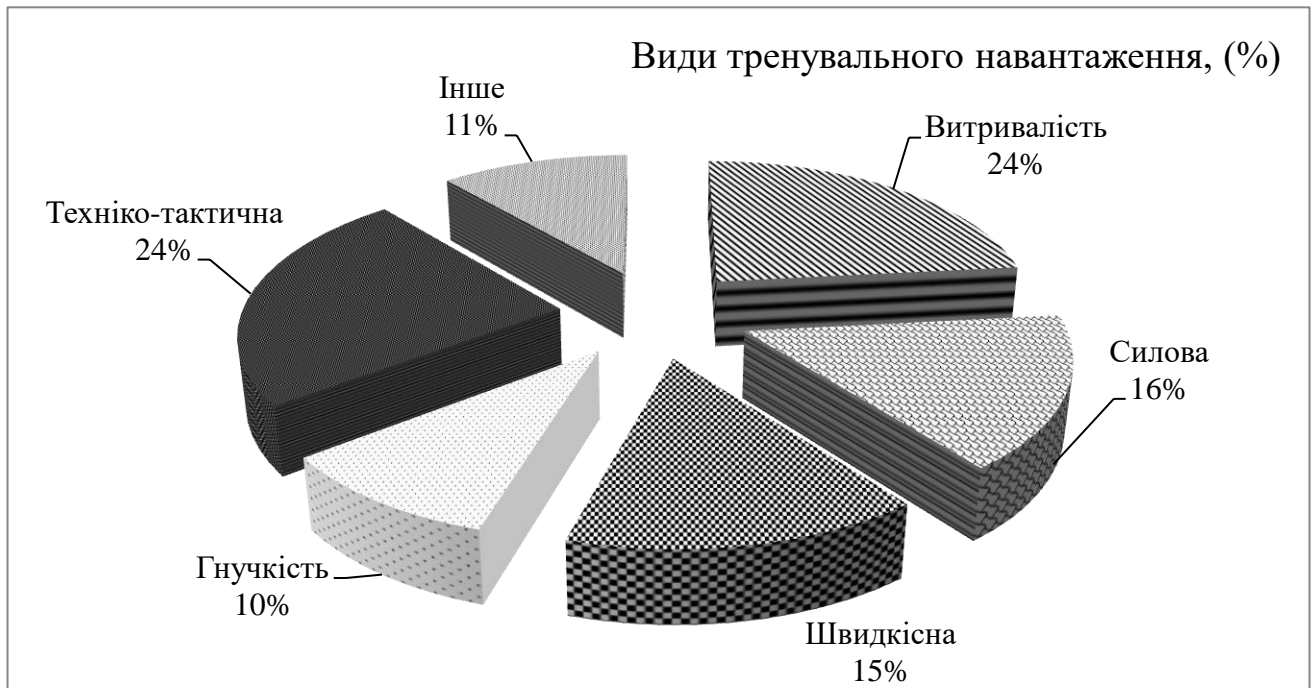 Види тренувального навантаження, (%)
Інше
11%
Витривалість
24%
Техніко-тактична
24%
Силова
16%
Гнучкість
10%
Швидкісна
15%